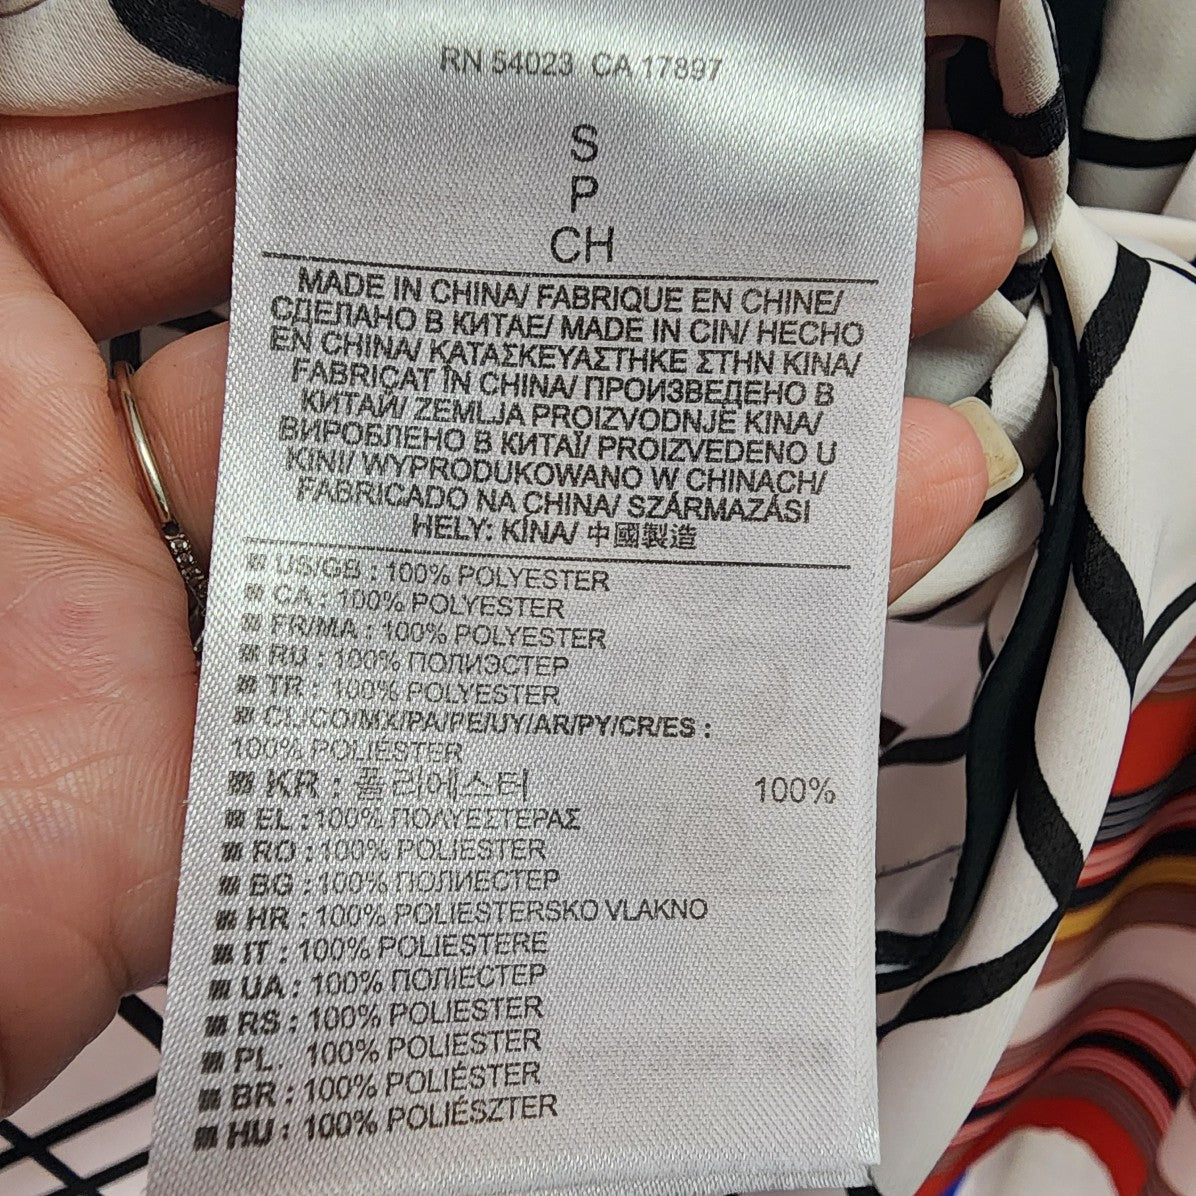 RN 54023 CA 17897
S
P
CH
MADE IN CHINA/ FABRIQUE EN CHINE/
СДЕЛАНО В КИТАЕ/ MADE IN CIN/ HECHO
EN CHINA/ ΚΑΤΑΣΚΕΥΑΣΤΗΚΕ ΣΤΗΝ ΚΙΝΑ/
FABRICAT ÎN CHINA/ ПРОИЗВЕДЕНО В
КИТАЙ/ ZEMLJA PROIZVODNJE KINA/
ВИРОБЛЕНО В КИТАЇ/ PROIZVEDENO U
KINI/ WYPRODUKOWANO W CHINACH/
FABRICADO NA CHINA/ SZÁRMAZÁSI
HELY: KÍNA/ 中國製造
US/GB : 100% POLYESTER
CA : 100% POLYESTER
FR/MA : 100% POLYESTER
RU : 100% ПОЛИЭСТЕР
TR : 100% POLYESTER
CL/CO/MX/PA/PE/UY/AR/PY/CR/ES :
100% POLIÉSTER
KR : 폴리에스터 100%
EL :100% ΠΟΛΥΕΣΤΕΡΑΣ
RO :100% POLIESTER
BG :100% ПОЛИЕСТЕР
HR : 100% POLIESTERSKO VLAKNO
IT : 100% POLIESTERE
UA : 100% ПОЛІЕСТЕР
RS : 100% POLIESTER
PL. 100% POLIESTER
BR : 100% POLIÉSTER
HU : 100% POLIÉSZTER